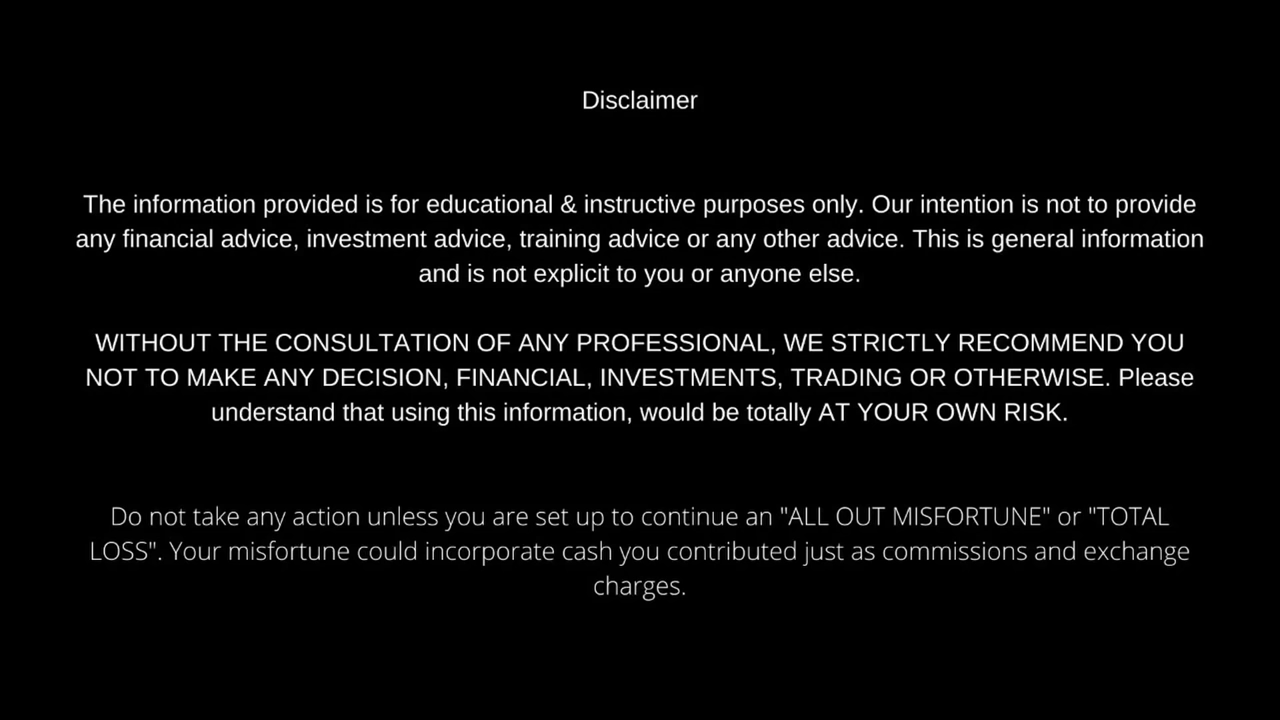 Disclaimer
The information provided is for educational & instructive purposes only. Our intention is not to provide
any financial advice, investment advice, training advice or any other advice. This is general information
and is not explicit to you or anyone else.
WITHOUT THE CONSULTATION OF ANY PROFESSIONAL, WE STRICTLY RECOMMEND YOU
NOT TO MAKE ANY DECISION, FINANCIAL, INVESTMENTS, TRADING OR OTHERWISE. Please
understand that using this information, would be totally AT YOUR OWN RISK.
Do not take any action unless you are set up to continue an "ALL OUT MISFORTUNE" or "TOTAL
LOSS". Your misfortune could incorporate cash you contributed just as commissions and exchange
charges.